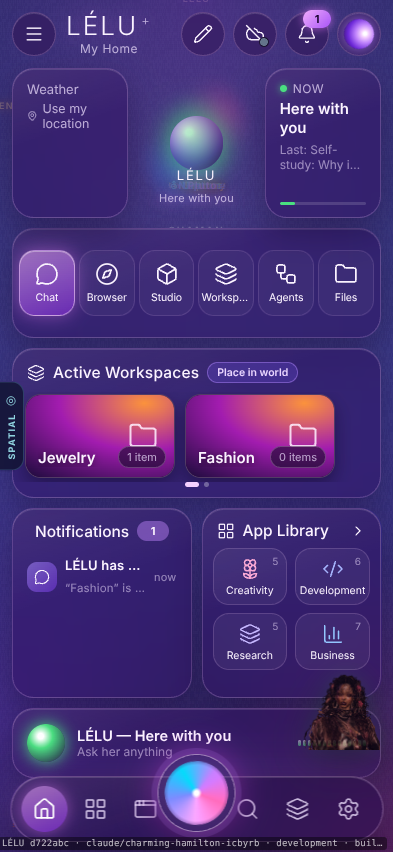 LÉLU +
My Home
1
Weather
Use my
location
LÉLU
Here with you
NOW
Here with
you
Last: Self-
study: Why i...
Chat
Browser
Studio
Worksp...
Agents
Files
Active Workspaces
Place in world
SPATIAL
Jewelry
1 item
Fashion
0 items
Notifications
1
LÉLU has ...
"Fashion" is ...
now
App Library
5
Creativity
6
Development
5
Research
7
Business
LÉLU — Here with you
Ask her anything
LÉLU d722abc · claude/charming-hamilton-icbyrb · development · buil…